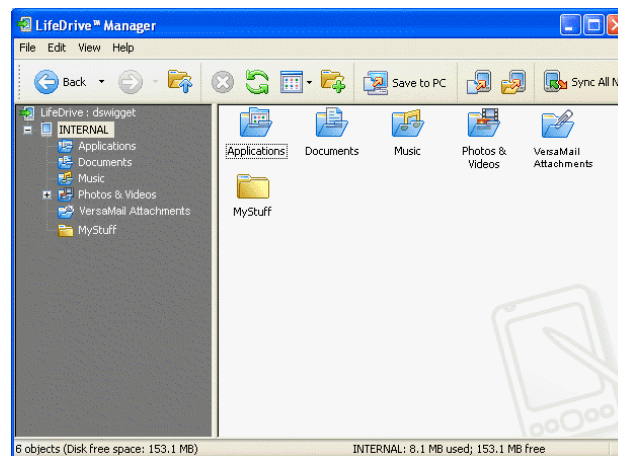 LifeDrive™ Manager
File Edit View Help
Back Save to PC Sync All N
LifeDrive : dswigget
INTERNAL
Applications
Documents
Music
Photos & Videos
VersaMail Attachments
MyStuff
Applications Documents Music Photos & VersaMail
Videos Attachments
MyStuff
6 objects (Disk free space: 153.1 MB) INTERNAL: 8.1 MB used; 153.1 MB free